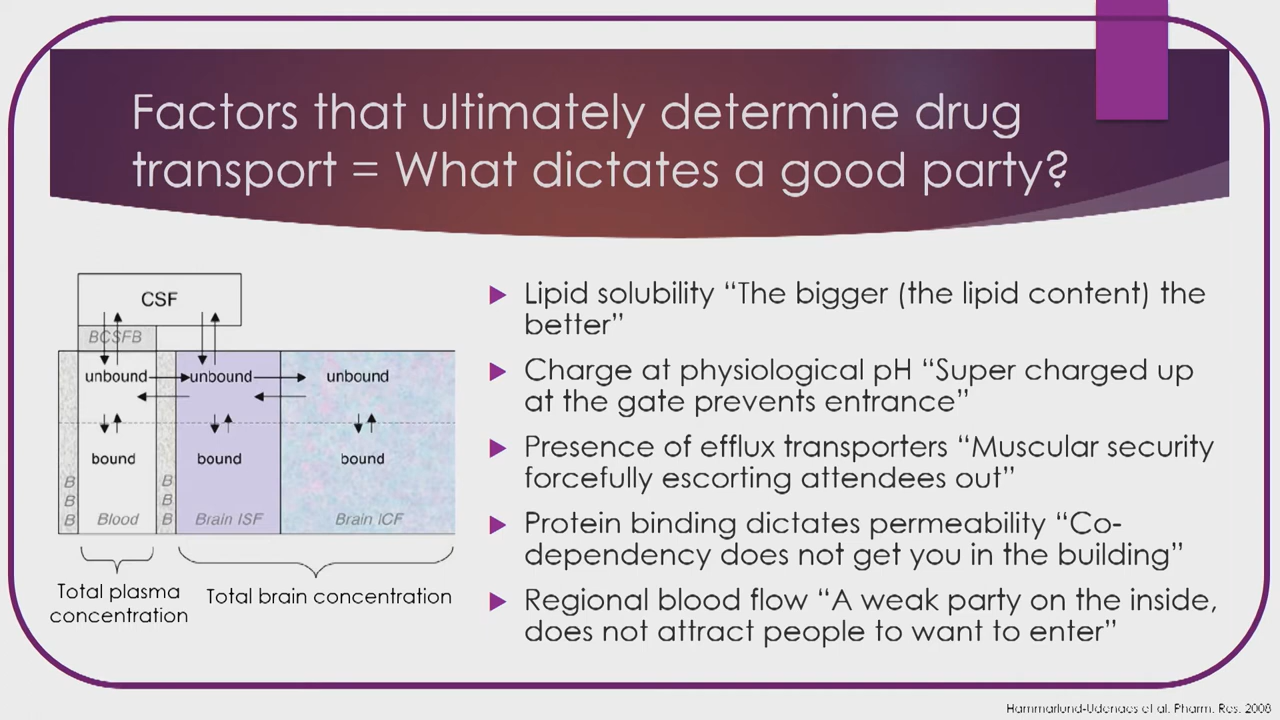 Factors that ultimately determine drug
transport = What dictates a good party?
CSF
BCSFB
unbound
unbound
unbound
bound
bound
bound
B
B
B
Blood
B
B
B
Brain ISF
Brain ICF
Total plasma
concentration
Total brain concentration
Lipid solubility “The bigger (the lipid content) the
better”
Charge at physiological pH “Super charged up
at the gate prevents entrance”
Presence of efflux transporters “Muscular security
forcefully escorting attendees out”
Protein binding dictates permeability “Co-
dependency does not get you in the building”
Regional blood flow “A weak party on the inside,
does not attract people to want to enter”
Hammarlund-Udenaes et al. Pharm. Res. 2008